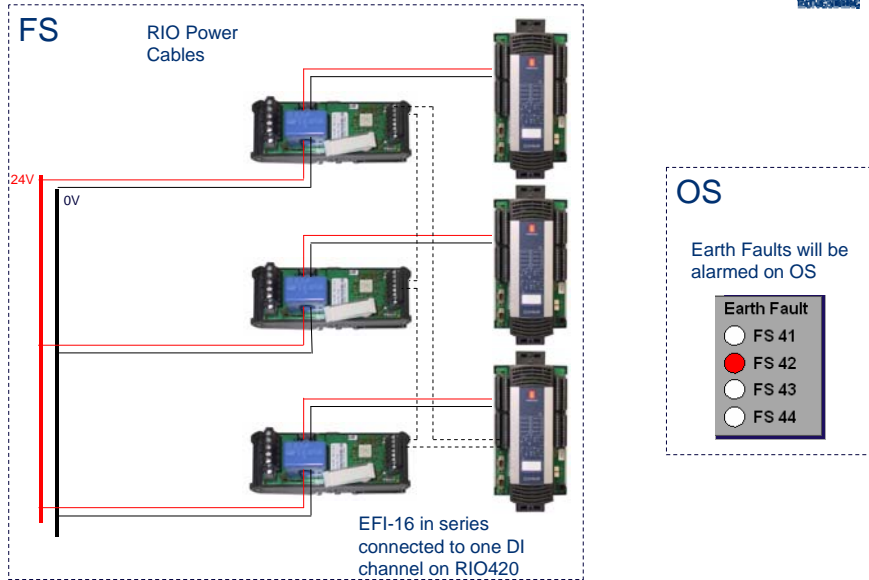 FS
RIO Power
Cables
24V
0V
EFI-16 in series
connected to one DI
channel on RIO420
OS
Earth Faults will be
alarmed on OS
Earth Fault
FS 41
FS 42
FS 43
FS 44